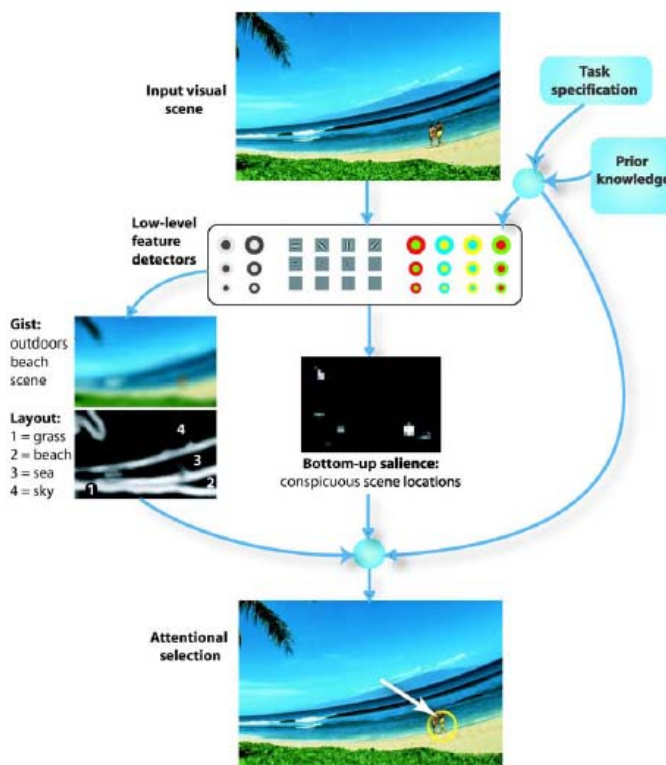 Input visual
scene
Task
specification
Prior
knowledge
Low-level
feature
detectors
Gist:
outdoors
beach
scene
Layout:
1 = grass
2 = beach
3 = sea
4 = sky
4
3
2
1
Bottom-up salience:
conspicuous scene locations
Attentional
selection